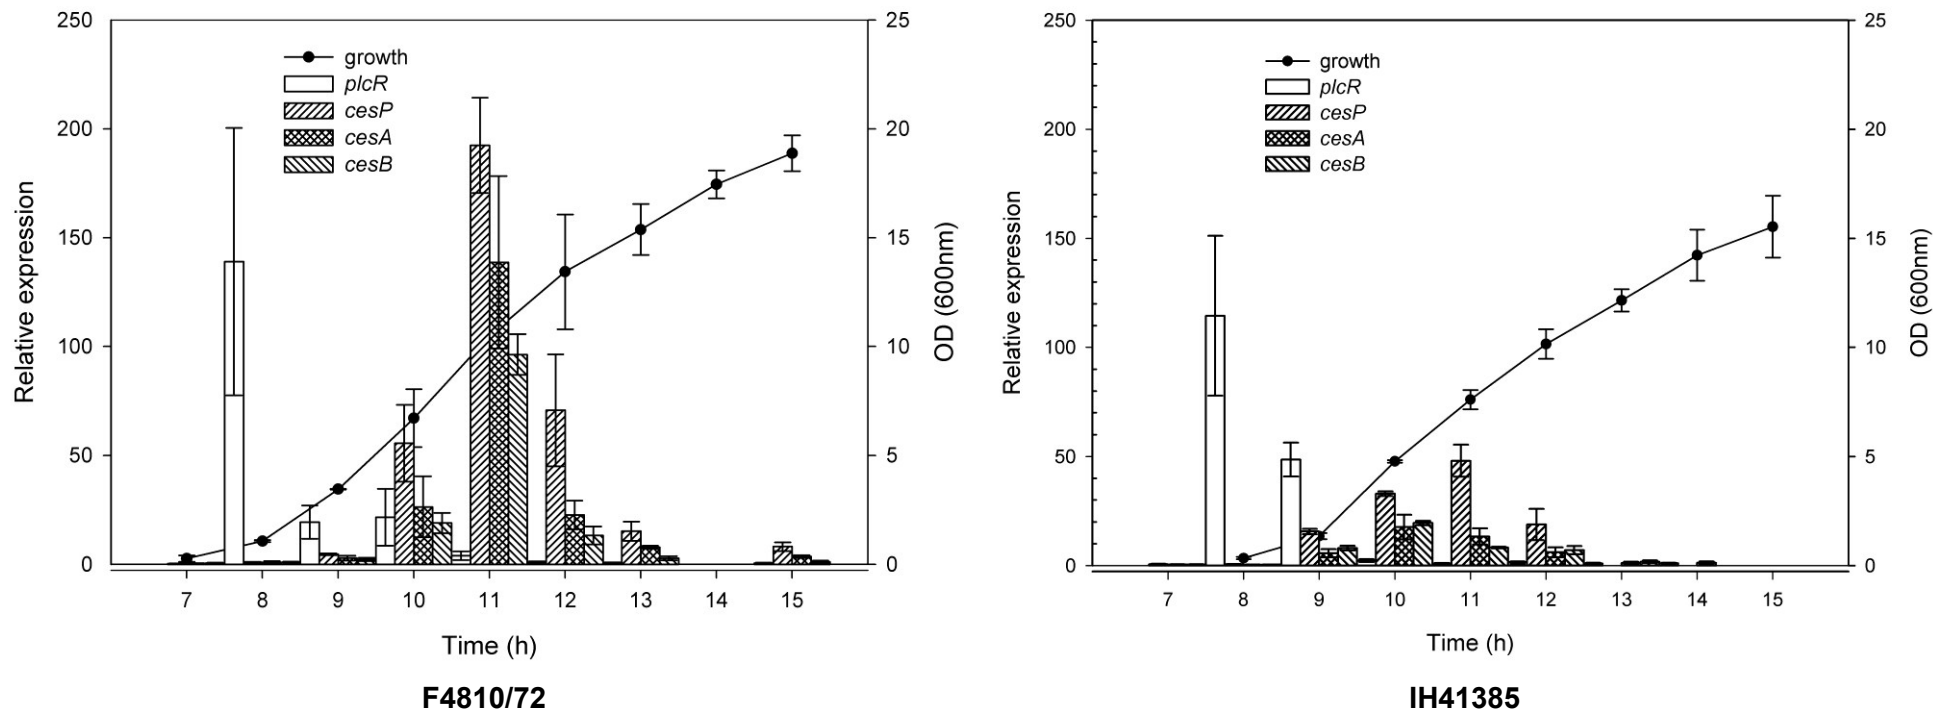 250
200
150
100
50
0
Relative expression
growth
plcR
cesP
cesA
cesB
25
20
15
10
5
0
OD (600nm)
7 8 9 10 11 12 13 14 15
Time (h)
F4810/72
250
200
150
100
50
0
Relative expression
growth
plcR
cesP
cesA
cesB
25
20
15
10
5
0
OD (600nm)
7 8 9 10 11 12 13 14 15
Time (h)
IH41385